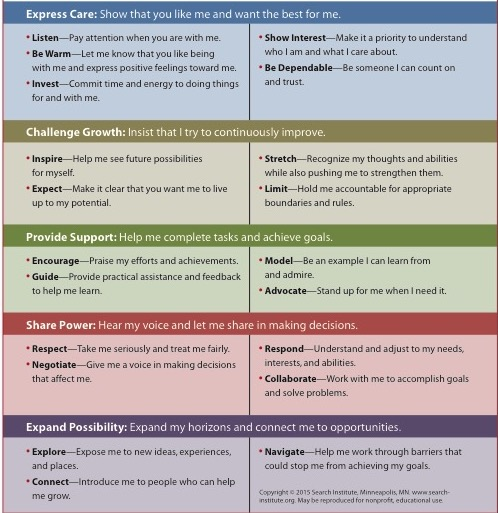 Express Care: Show that you like me and want the best for me.
• Listen—Pay attention when you are with me.
• Be Warm—Let me know that you like being
with me and express positive feelings toward me.
• Invest—Commit time and energy to doing things
for and with me.
• Show Interest—Make it a priority to understand
who I am and what I care about.
• Be Dependable—Be someone I can count on
and trust.
Challenge Growth: Insist that I try to continuously improve.
• Inspire—Help me see future possibilities
for myself.
• Expect—Make it clear that you want me to live
up to my potential.
• Stretch—Recognize my thoughts and abilities
while also pushing me to strengthen them.
• Limit—Hold me accountable for appropriate
boundaries and rules.
Provide Support: Help me complete tasks and achieve goals.
• Encourage—Praise my efforts and achievements.
• Guide—Provide practical assistance and feedback
to help me learn.
• Model—Be an example I can learn from
and admire.
• Advocate—Stand up for me when I need it.
Share Power: Hear my voice and let me share in making decisions.
• Respect—Take me seriously and treat me fairly.
• Negotiate—Give me a voice in making decisions
that affect me.
• Respond—Understand and adjust to my needs,
interests, and abilities.
• Collaborate—Work with me to accomplish goals
and solve problems.
Expand Possibility: Expand my horizons and connect me to opportunities.
• Explore—Expose me to new ideas, experiences,
and places.
• Connect—Introduce me to people who can help
me grow.
• Navigate—Help me work through barriers that
could stop me from achieving my goals.
Copyright © 2015 Search Institute, Minneapolis, MN. www.search-
institute.org. May be reproduced for nonprofit, educational use.